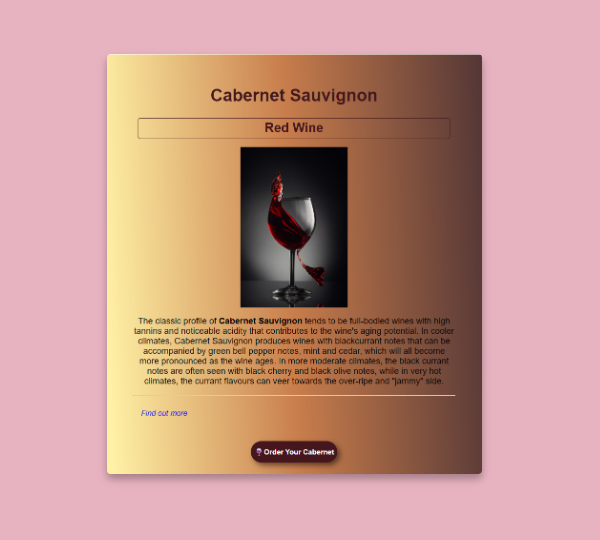 Cabernet Sauvignon
Red Wine
The classic profile of Cabernet Sauvignon tends to be full-bodied wines with high
tannins and noticeable acidity that contributes to the wine's aging potential. In cooler
climates, Cabernet Sauvignon produces wines with blackcurrant notes that can be
accompanied by green bell pepper notes, mint and cedar, which will all become
more pronounced as the wine ages. In more moderate climates, the black currant
notes are often seen with black cherry and black olive notes, while in very hot
climates, the currant flavours can veer towards the over-ripe and "jammy" side.
Find out more
🍷Order Your Cabernet